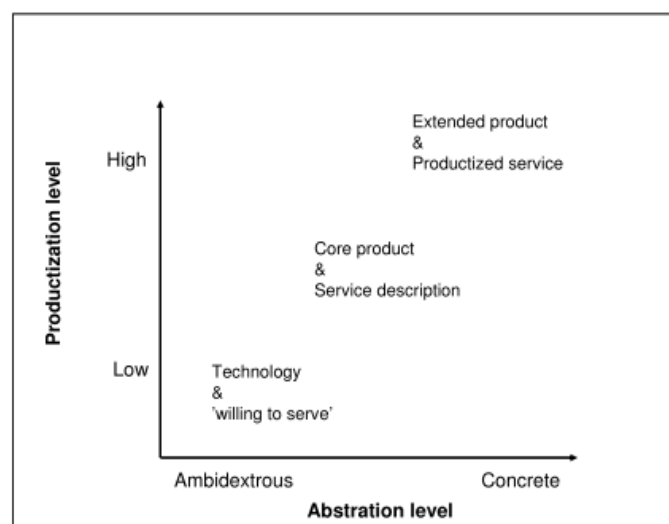 Extended product
&
Productized service
High
Productization level
Core product
&
Service description
Low
Technology
&
'willing to serve'
Ambidextrous
Concrete
Abstration level